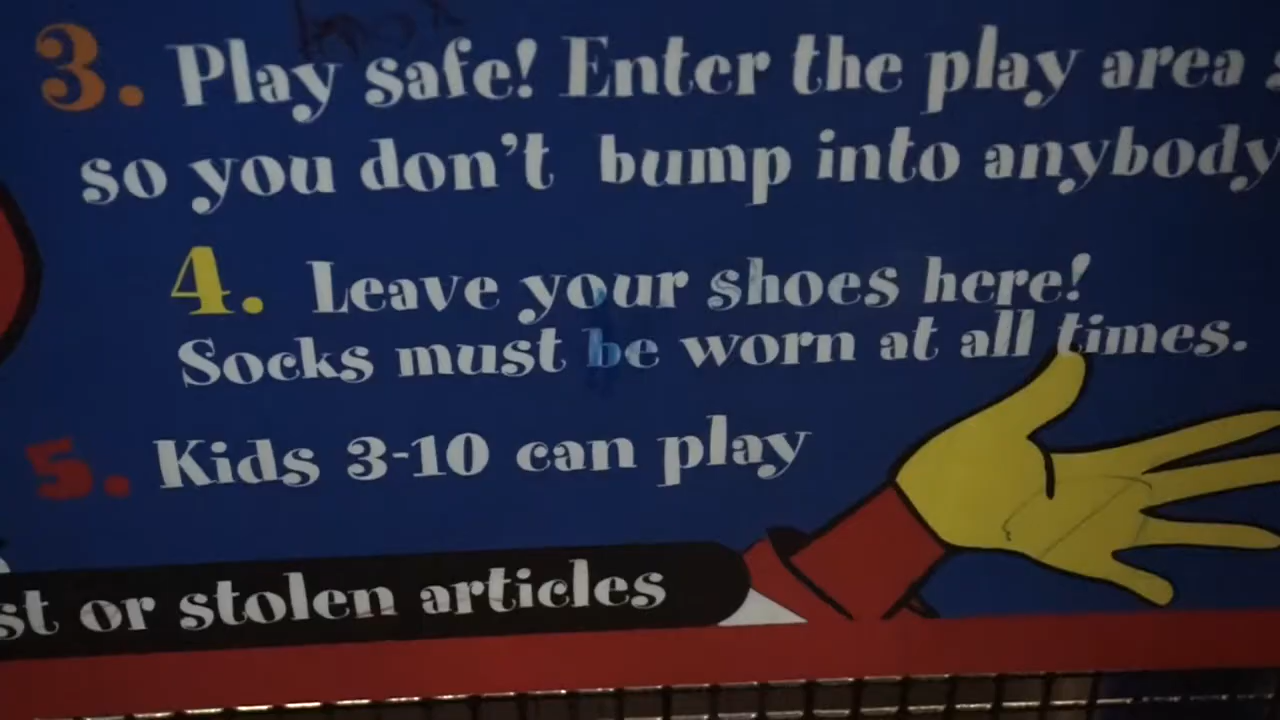 3. Play safe! Enter the play area
so you don't bump into anybody
4. Leave your shoes here!
Socks must be worn at all times.
5. Kids 3-10 can play
or stolen articles